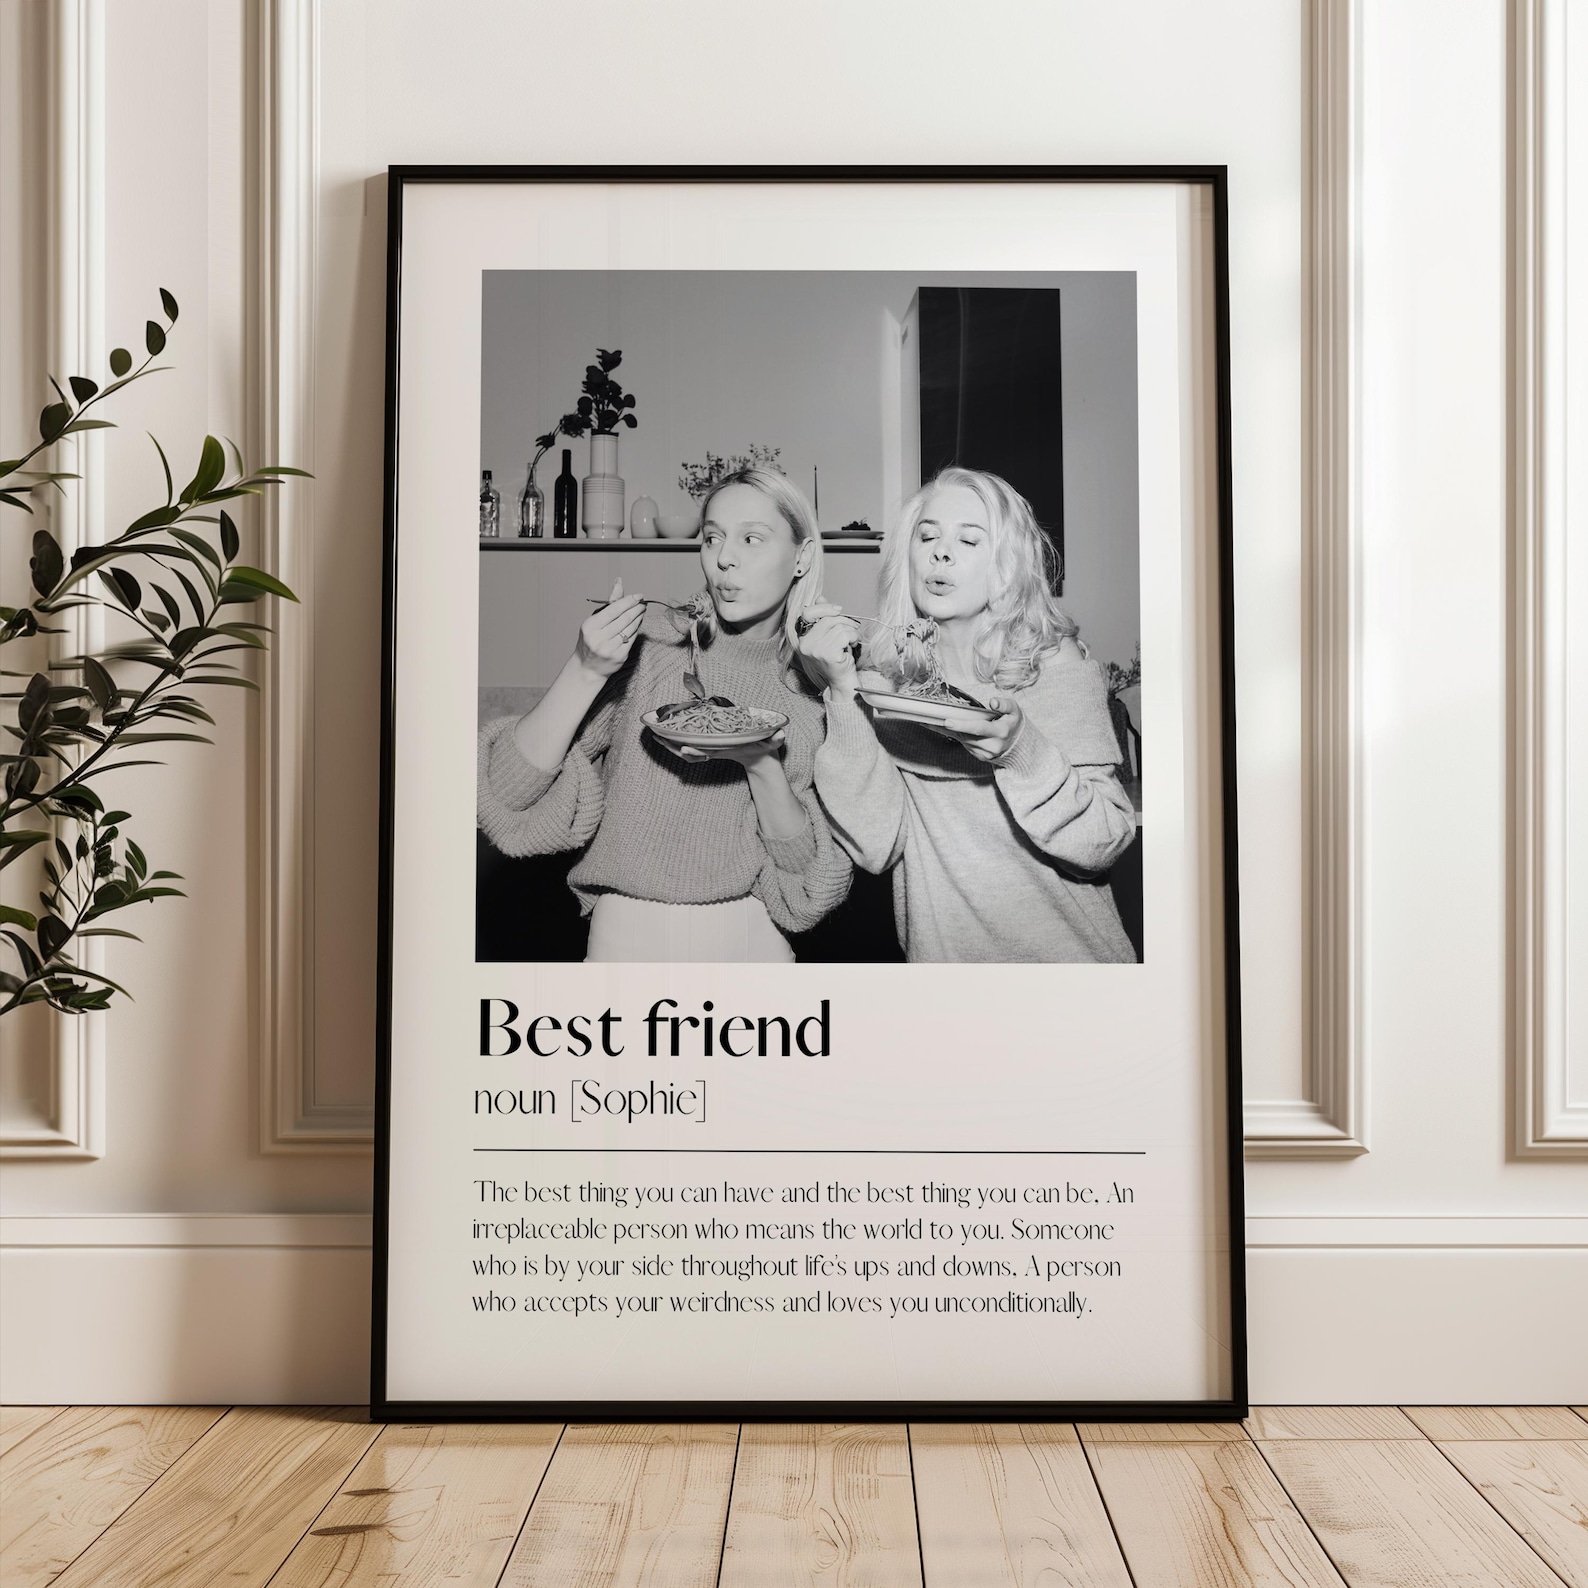 Best friend
noun [Sophie]
The best thing you can have and the best thing you can be. An
irreplaceable person who means the world to you. Someone
who is by your side throughout life's ups and downs. A person
who accepts your weirdness and loves you unconditionally.